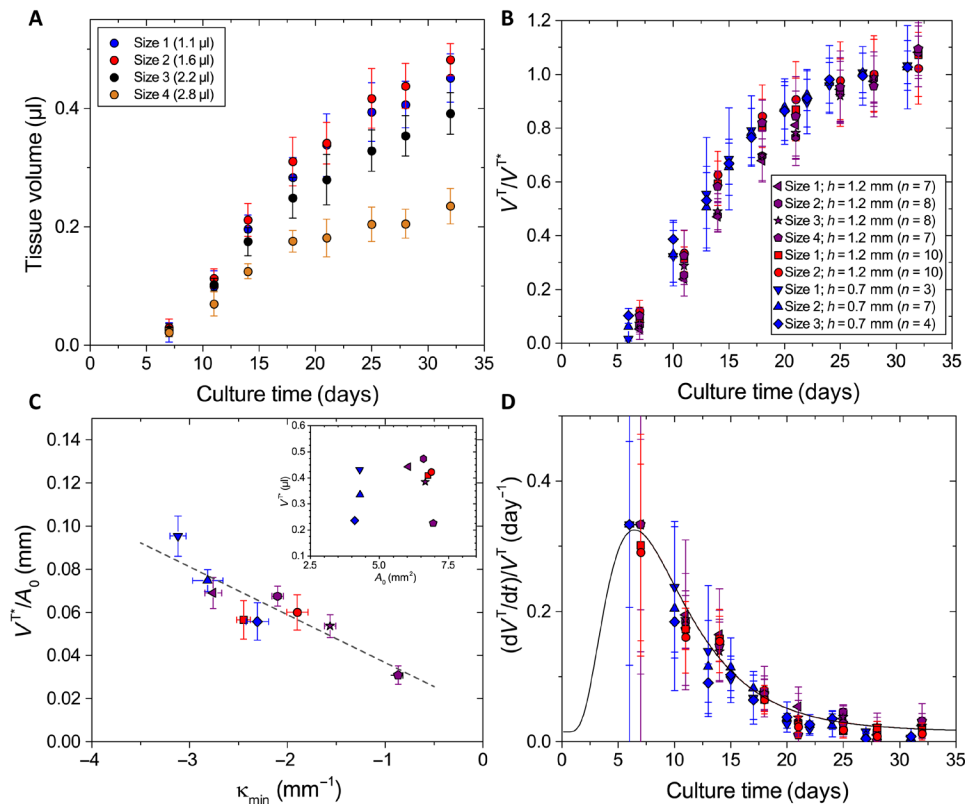 A
Size 1 (1.1 µl)
Size 2 (1.6 µl)
Size 3 (2.2 µl)
Size 4 (2.8 µl)
Tissue volume (µl)
0.4
0.2
0.0
0 5 10 15 20 25 30 35
Culture time (days)
B
Vᵀ/Vᵀ*
1.2
1.0
0.8
0.6
0.4
0.2
0.0
Size 1; h = 1.2 mm (n = 7)
Size 2; h = 1.2 mm (n = 8)
Size 3; h = 1.2 mm (n = 8)
Size 4; h = 1.2 mm (n = 7)
Size 1; h = 1.2 mm (n = 10)
Size 2; h = 1.2 mm (n = 10)
Size 1; h = 0.7 mm (n = 3)
Size 2; h = 0.7 mm (n = 7)
Size 3; h = 0.7 mm (n = 4)
0 5 10 15 20 25 30 35
Culture time (days)
C
Vᵀ*/A₀ (mm)
0.14
0.12
0.10
0.08
0.06
0.04
0.02
0.00
−4 −3 −2 −1 0
κmin (mm⁻¹)
Vᵀ* (µl)
0.6
0.5
0.4
0.3
0.2
0.1
2.5 5.0 7.5
A₀ (mm²)
D
(dVᵀ/dt)/Vᵀ (day⁻¹)
0.4
0.2
0.0
0 5 10 15 20 25 30 35
Culture time (days)